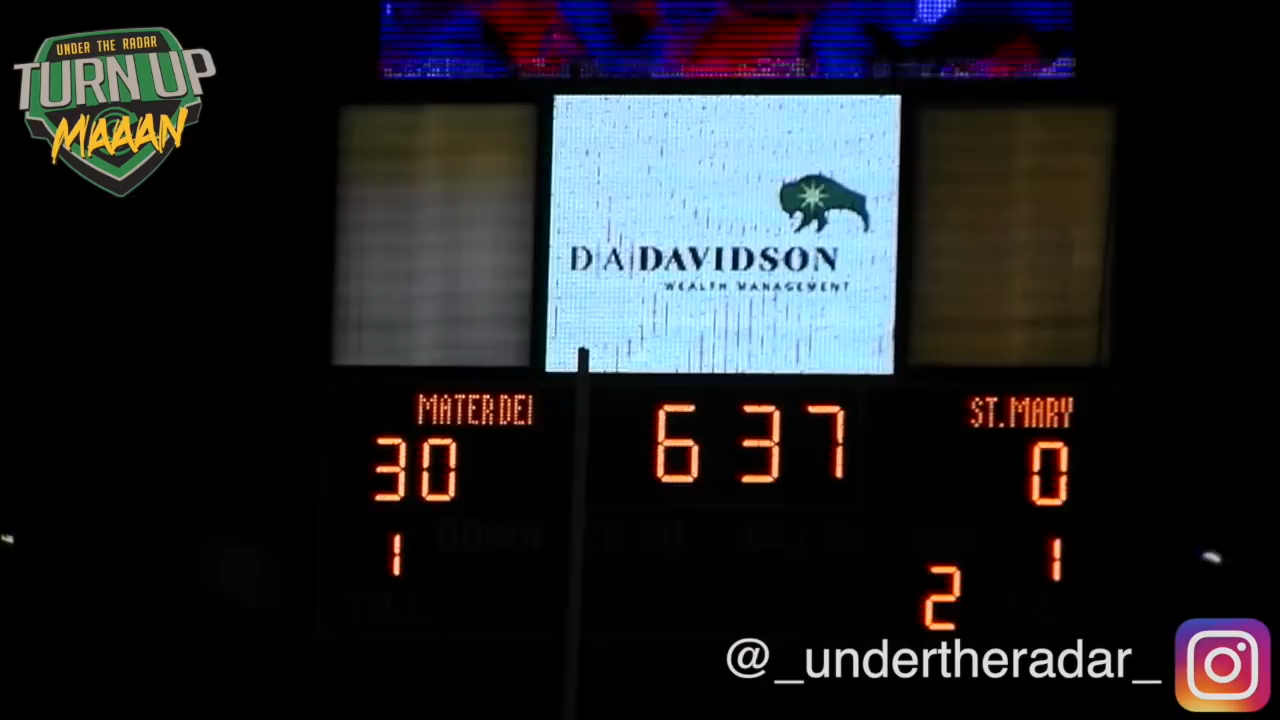 UNDER THE RADAR
TURN UP
MAAAN
D|A|DAVIDSON
WEALTH MANAGEMENT
MATER DEI
6 37
ST.MARY
30
0
1
1
2
@_undertheradar_